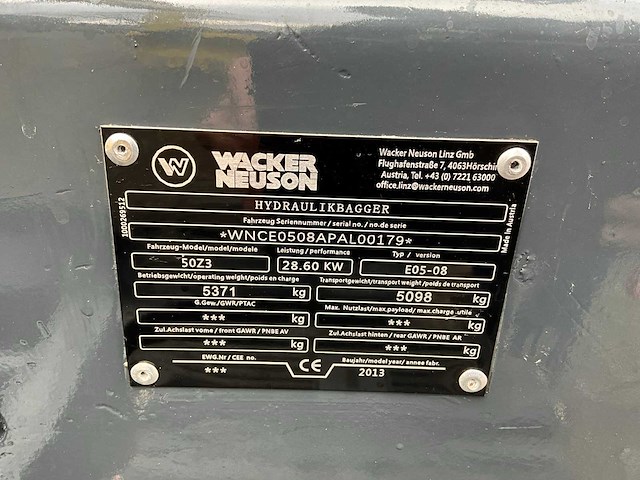 W WACKER NEUSON
Wacker Neuson Linz Gmb
Flughafenstraße 7, 4063Hörschin
Austria, Tel. +43 (0) 7221 63000
office.linz@wackerneuson.com
1000269512
HYDRAULIKBAGGER
Fahrzeug Seriennummer / serial no. / no.de serie
*WNCE0508APAL00179*
Made in Austria
Fahrzeug-Model/model/modele Leistung / performance Typ / version
50Z3 28.60 KW E05-08
Betriebsgewicht/operating weight/poids en charge Transportgewicht/transport weight /poids de transport
5371 kg 5098 kg
G.Gew./GWR/PTAC Max. Nutzlast/max.payload/ max.charge utile
*** kg *** kg
Zul.Achslast vorne / front GAWR / PNBE AV Zul.Achslast hinten / rear GAWR / PNBE AR
*** kg *** kg
EWG.Nr / CEE no. CE Baujahr/model year/ annee fabr.
*** 2013